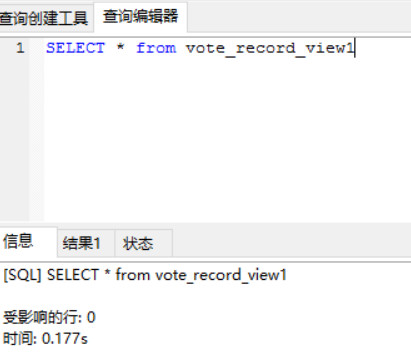 查询创建工具 查询编辑器
1 SELECT * from vote_record_view1
信息 结果1 状态
[SQL] SELECT * from vote_record_view1
受影响的行: 0
时间: 0.177s